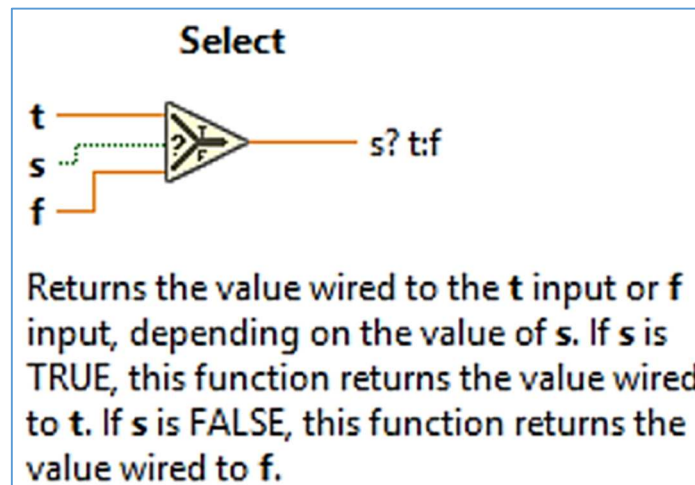 Select
t
s
f
? T
F
s? t:f
Returns the value wired to the t input or f
input, depending on the value of s. If s is
TRUE, this function returns the value wired
to t. If s is FALSE, this function returns the
value wired to f.